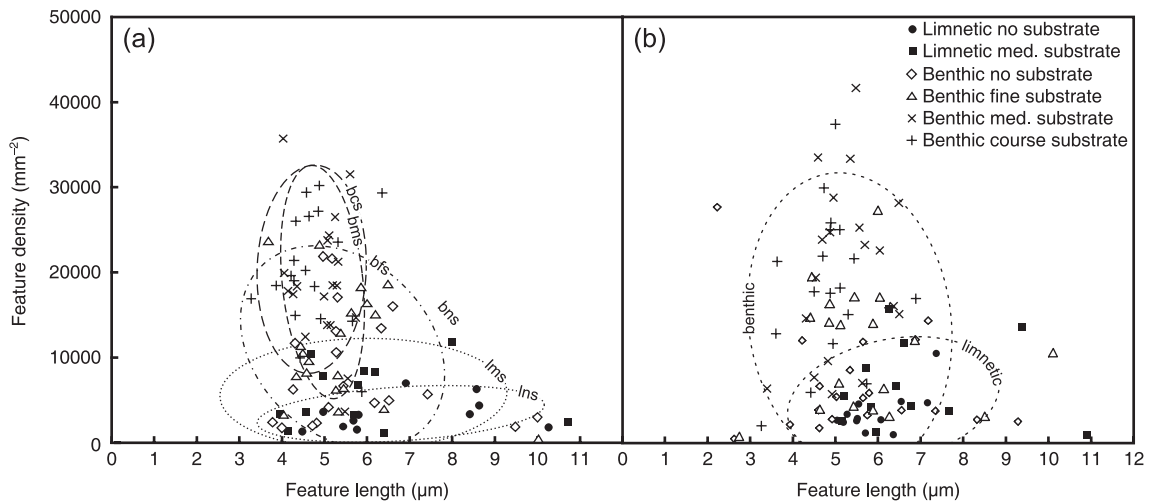 (a)
(b)
50000
40000
30000
20000
10000
0
Feature density (mm⁻²)
bcs
bms
bfs
bns
lms
lns
0 1 2 3 4 5 6 7 8 9 10 11
Feature length (µm)
Limnetic no substrate
Limnetic med. substrate
Benthic no substrate
Benthic fine substrate
Benthic med. substrate
Benthic course substrate
benthic
limnetic
0 1 2 3 4 5 6 7 8 9 10 11 12
Feature length (µm)